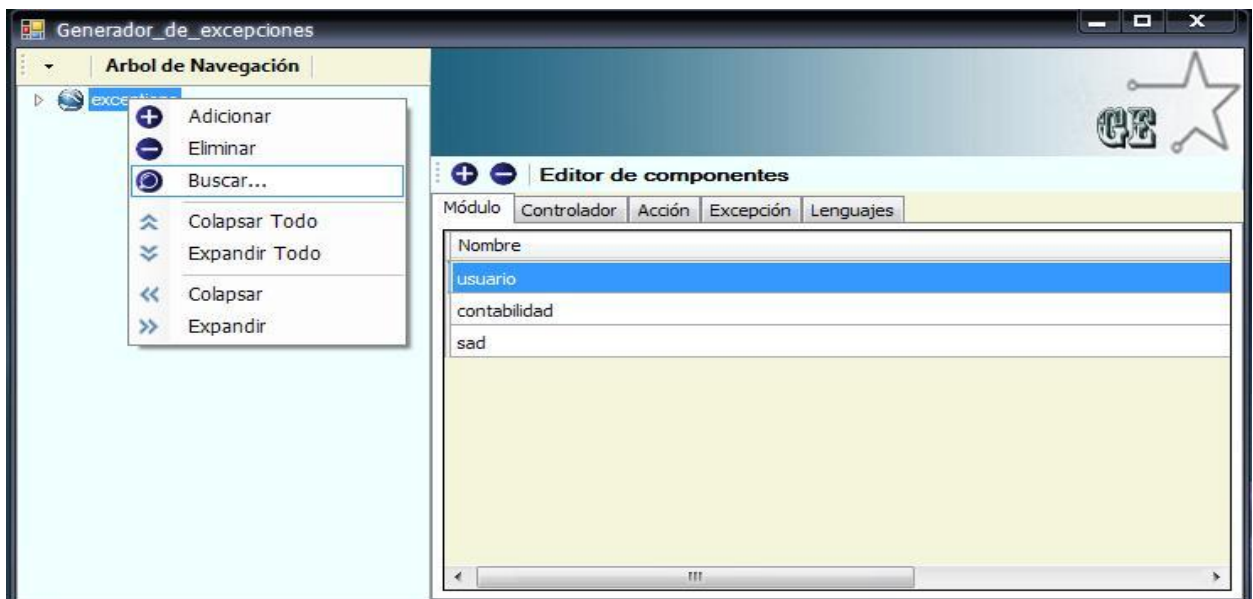 Generador_de_excepciones
Arbol de Navegación
Adicionar
Eliminar
Buscar...
Colapsar Todo
Expandir Todo
Colapsar
Expandir
GE
Editor de componentes
Módulo Controlador Acción Excepción Lenguajes
Nombre
usuario
contabilidad
sad